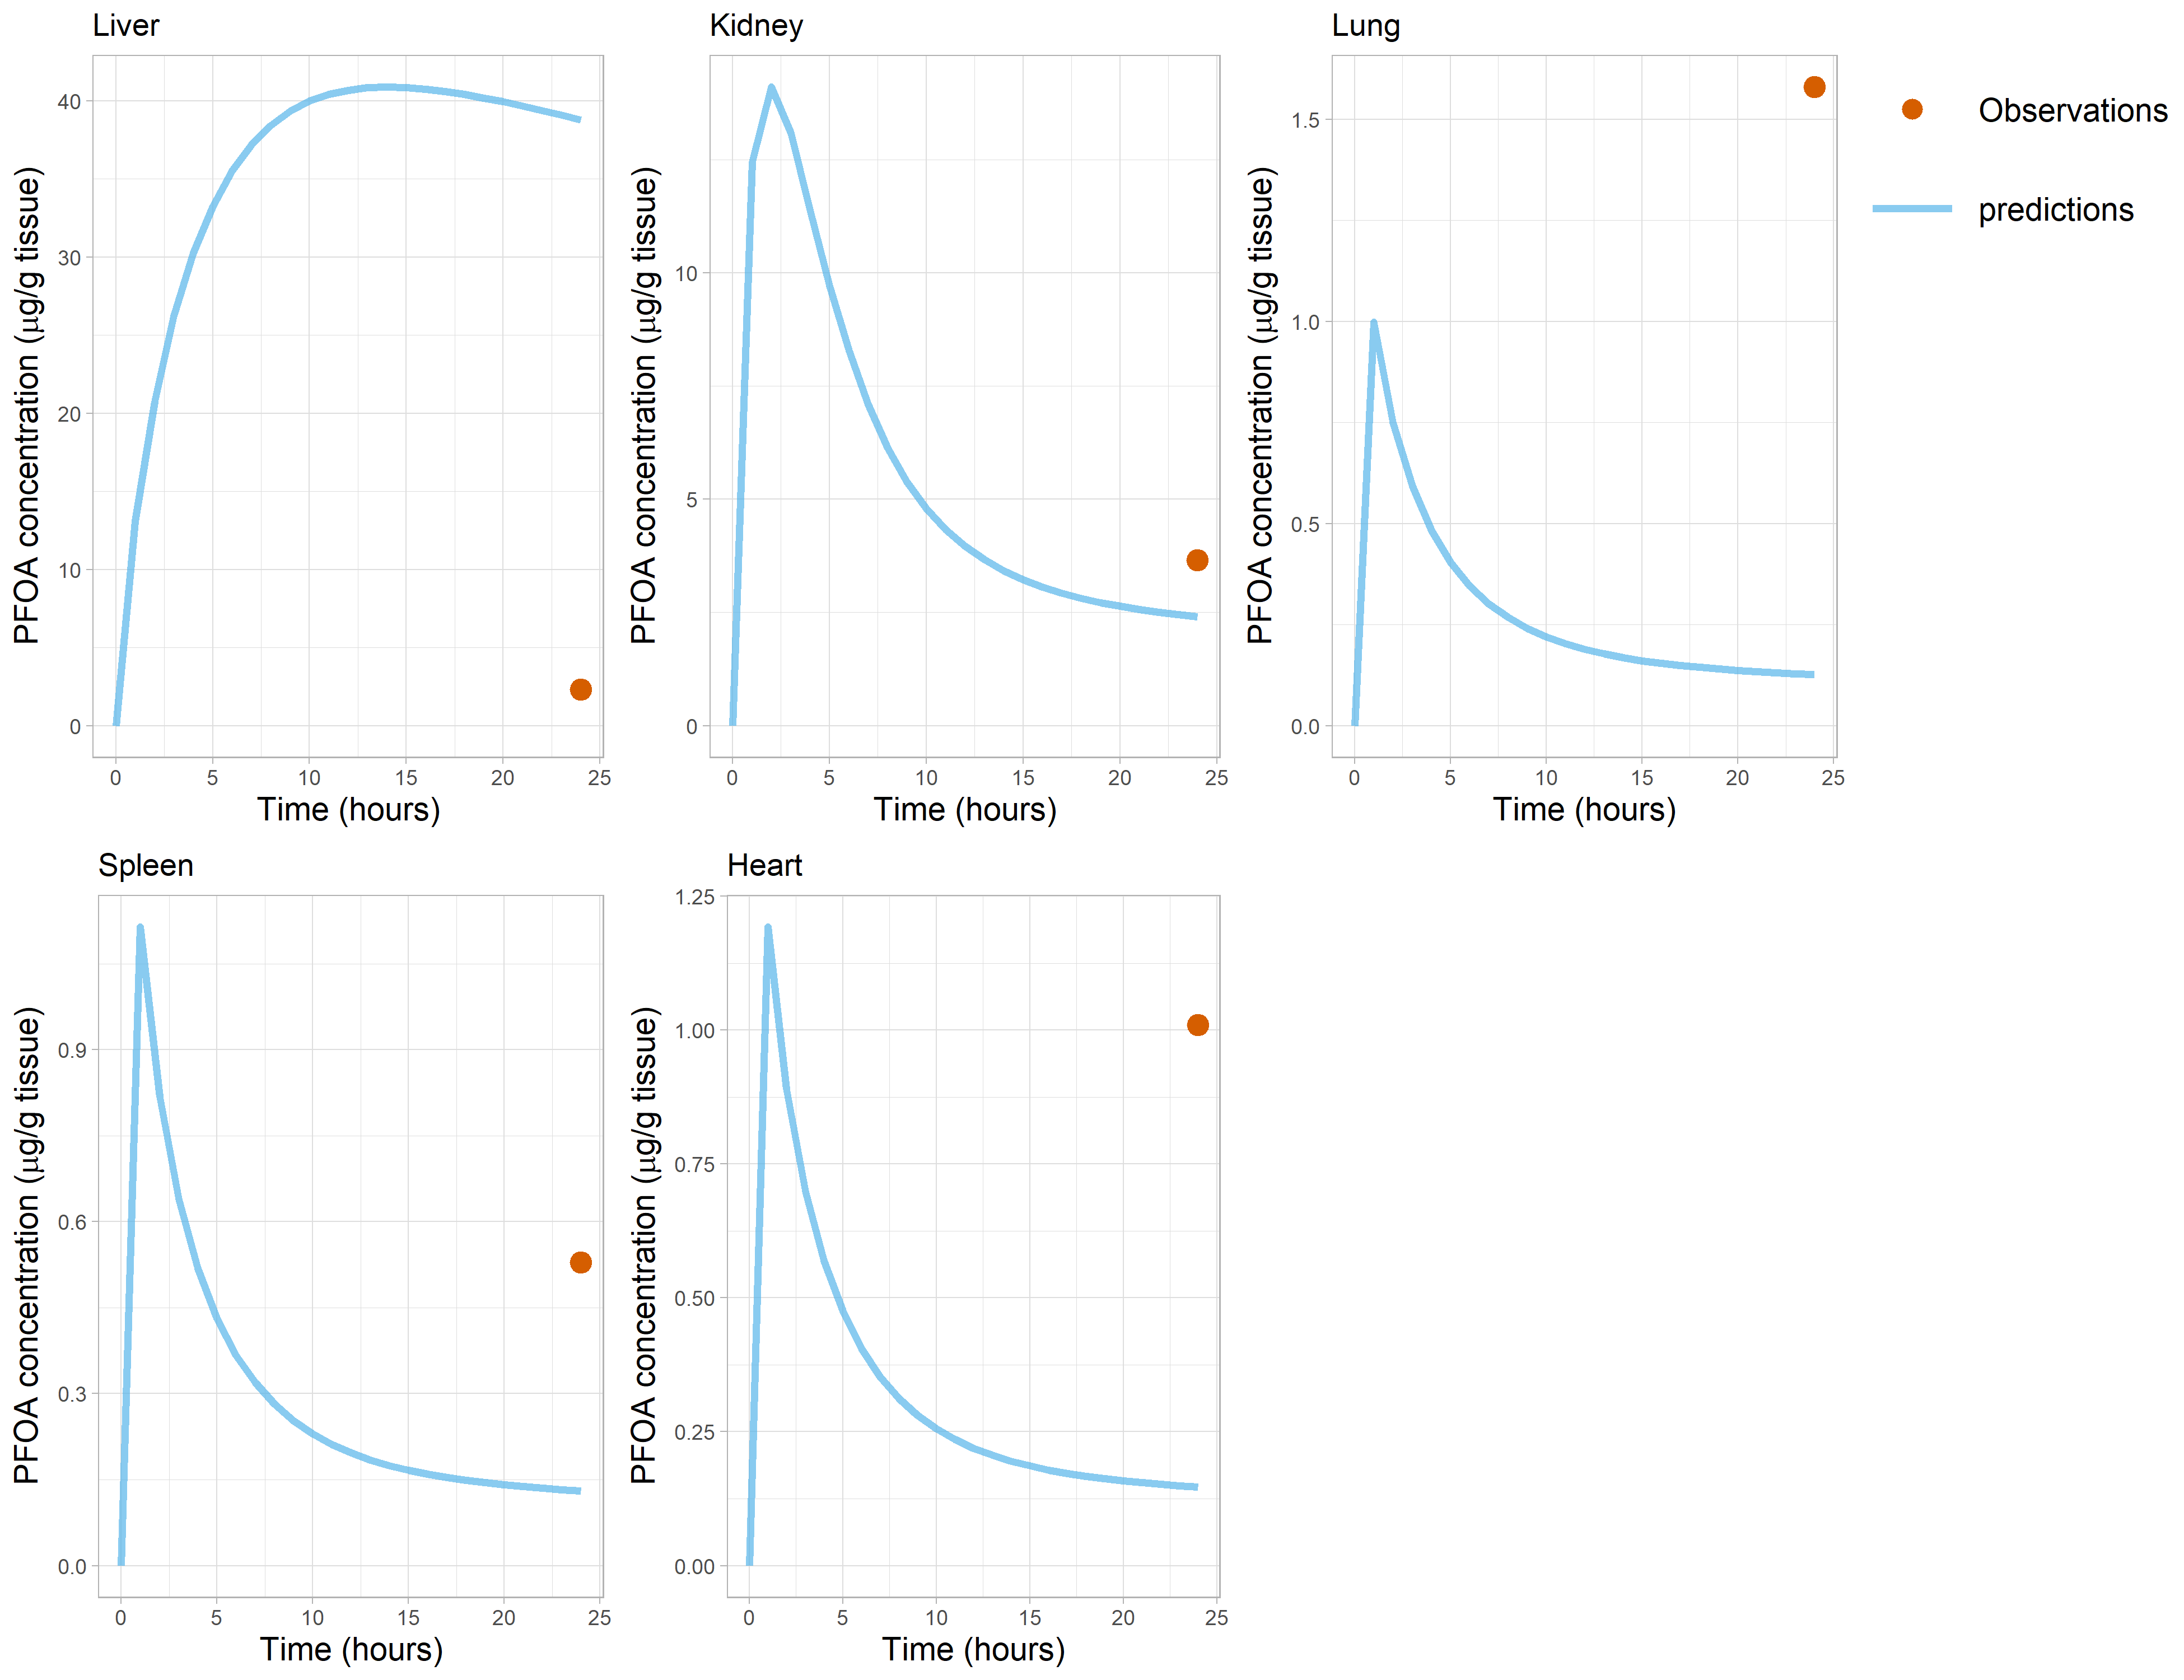 Liver
PFOA concentration (μg/g tissue)
40
30
20
10
0
0 5 10 15 20 25
Time (hours)
Kidney
PFOA concentration (μg/g tissue)
10
5
0
0 5 10 15 20 25
Time (hours)
Lung
PFOA concentration (μg/g tissue)
1.5
1.0
0.5
0.0
0 5 10 15 20 25
Time (hours)
Observations
predictions
Spleen
PFOA concentration (μg/g tissue)
0.9
0.6
0.3
0.0
0 5 10 15 20 25
Time (hours)
Heart
PFOA concentration (μg/g tissue)
1.25
1.00
0.75
0.50
0.25
0.00
0 5 10 15 20 25
Time (hours)